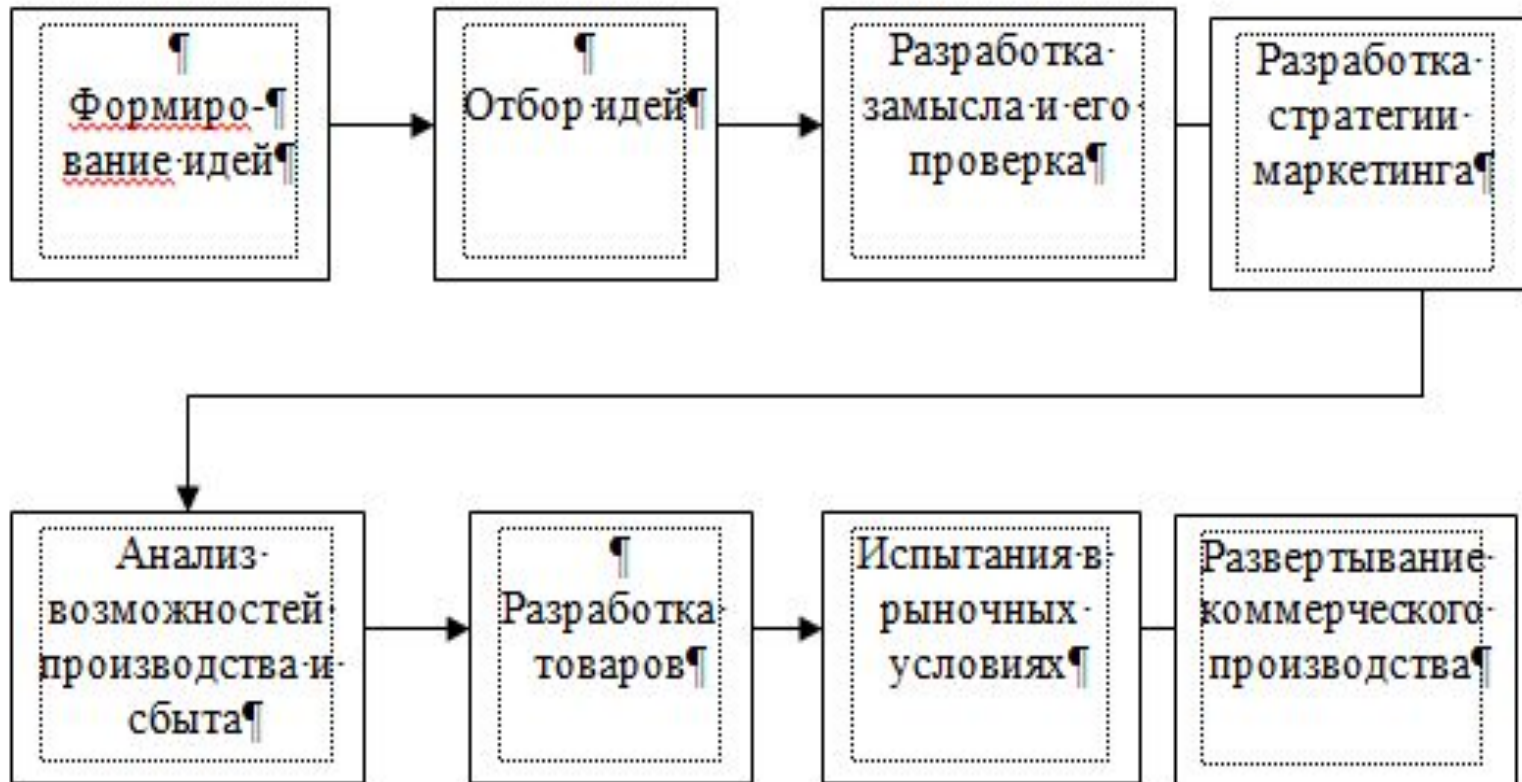 Формиро-
вание идей
Отбор идей
Разработка
замысла и его
проверка
Разработка
стратегии
маркетинга
Анализ
возможностей
производства и
сбыта
Разработка
товаров
Испытания в
рыночных
условиях
Развертывание
коммерческого
производства